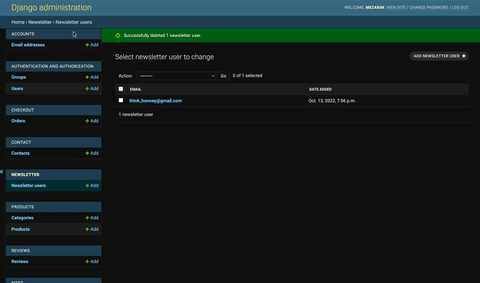 Django administration
WELCOME, MEZARIM. VIEW SITE / CHANGE PASSWORD / LOG OUT
Home › Newsletter › Newsletter users
ACCOUNTS
Email addresses + Add
AUTHENTICATION AND AUTHORIZATION
Groups + Add
Users + Add
CHECKOUT
Orders + Add
CONTACT
Contacts + Add
NEWSLETTER
Newsletter users + Add
PRODUCTS
Categories + Add
Products + Add
REVIEWS
Reviews + Add
SITES
Successfully deleted 1 newsletter user.
Select newsletter user to change
ADD NEWSLETTER USER +
Action: --------- Go 0 of 1 selected
EMAIL DATE ADDED
think_honney@gmail.com Oct. 13, 2022, 7:56 p.m.
1 newsletter user